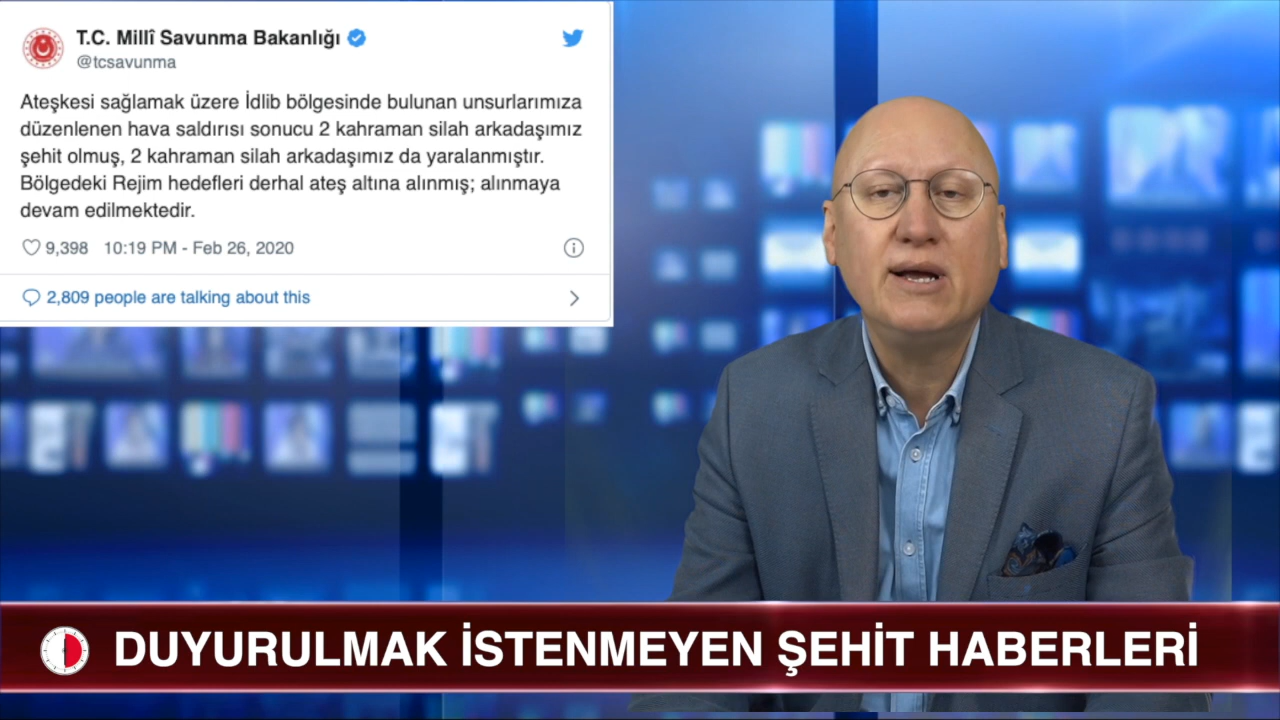 T.C. Millî Savunma Bakanlığı
@tcsavunma
Ateşkesi sağlamak üzere İdlib bölgesinde bulunan unsurlarımıza
düzenlenen hava saldırısı sonucu 2 kahraman silah arkadaşımız
şehit olmuş, 2 kahraman silah arkadaşımız da yaralanmıştır.
Bölgedeki Rejim hedefleri derhal ateş altına alınmış; alınmaya
devam edilmektedir.
9,398 10:19 PM - Feb 26, 2020
2,809 people are talking about this
DUYURULMAK İSTENMEYEN ŞEHİT HABERLERİ